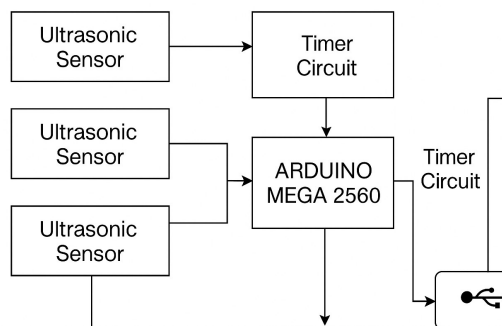 Ultrasonic
Sensor
Timer
Circuit
Ultrasonic
Sensor
ARDUINO
MEGA 2560
Timer
Circuit
Ultrasonic
Sensor